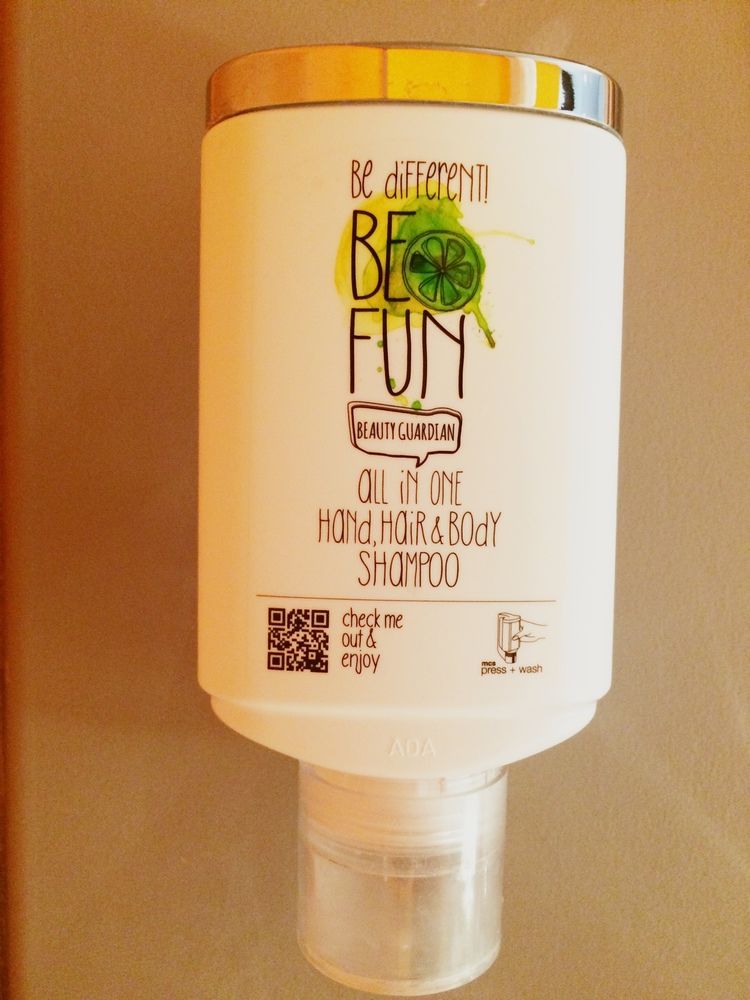 Be different!
BE
FUN
BEAUTY GUARDIAN
all in one
Hand, Hair & Body
SHAMPOO
check me
out &
enjoy
mcs
press + wash
ADA